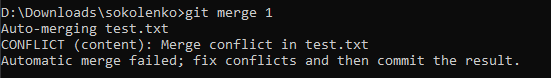 D:\Downloads\sokolenko>git merge 1
Auto-merging test.txt
CONFLICT (content): Merge conflict in test.txt
Automatic merge failed; fix conflicts and then commit the result.